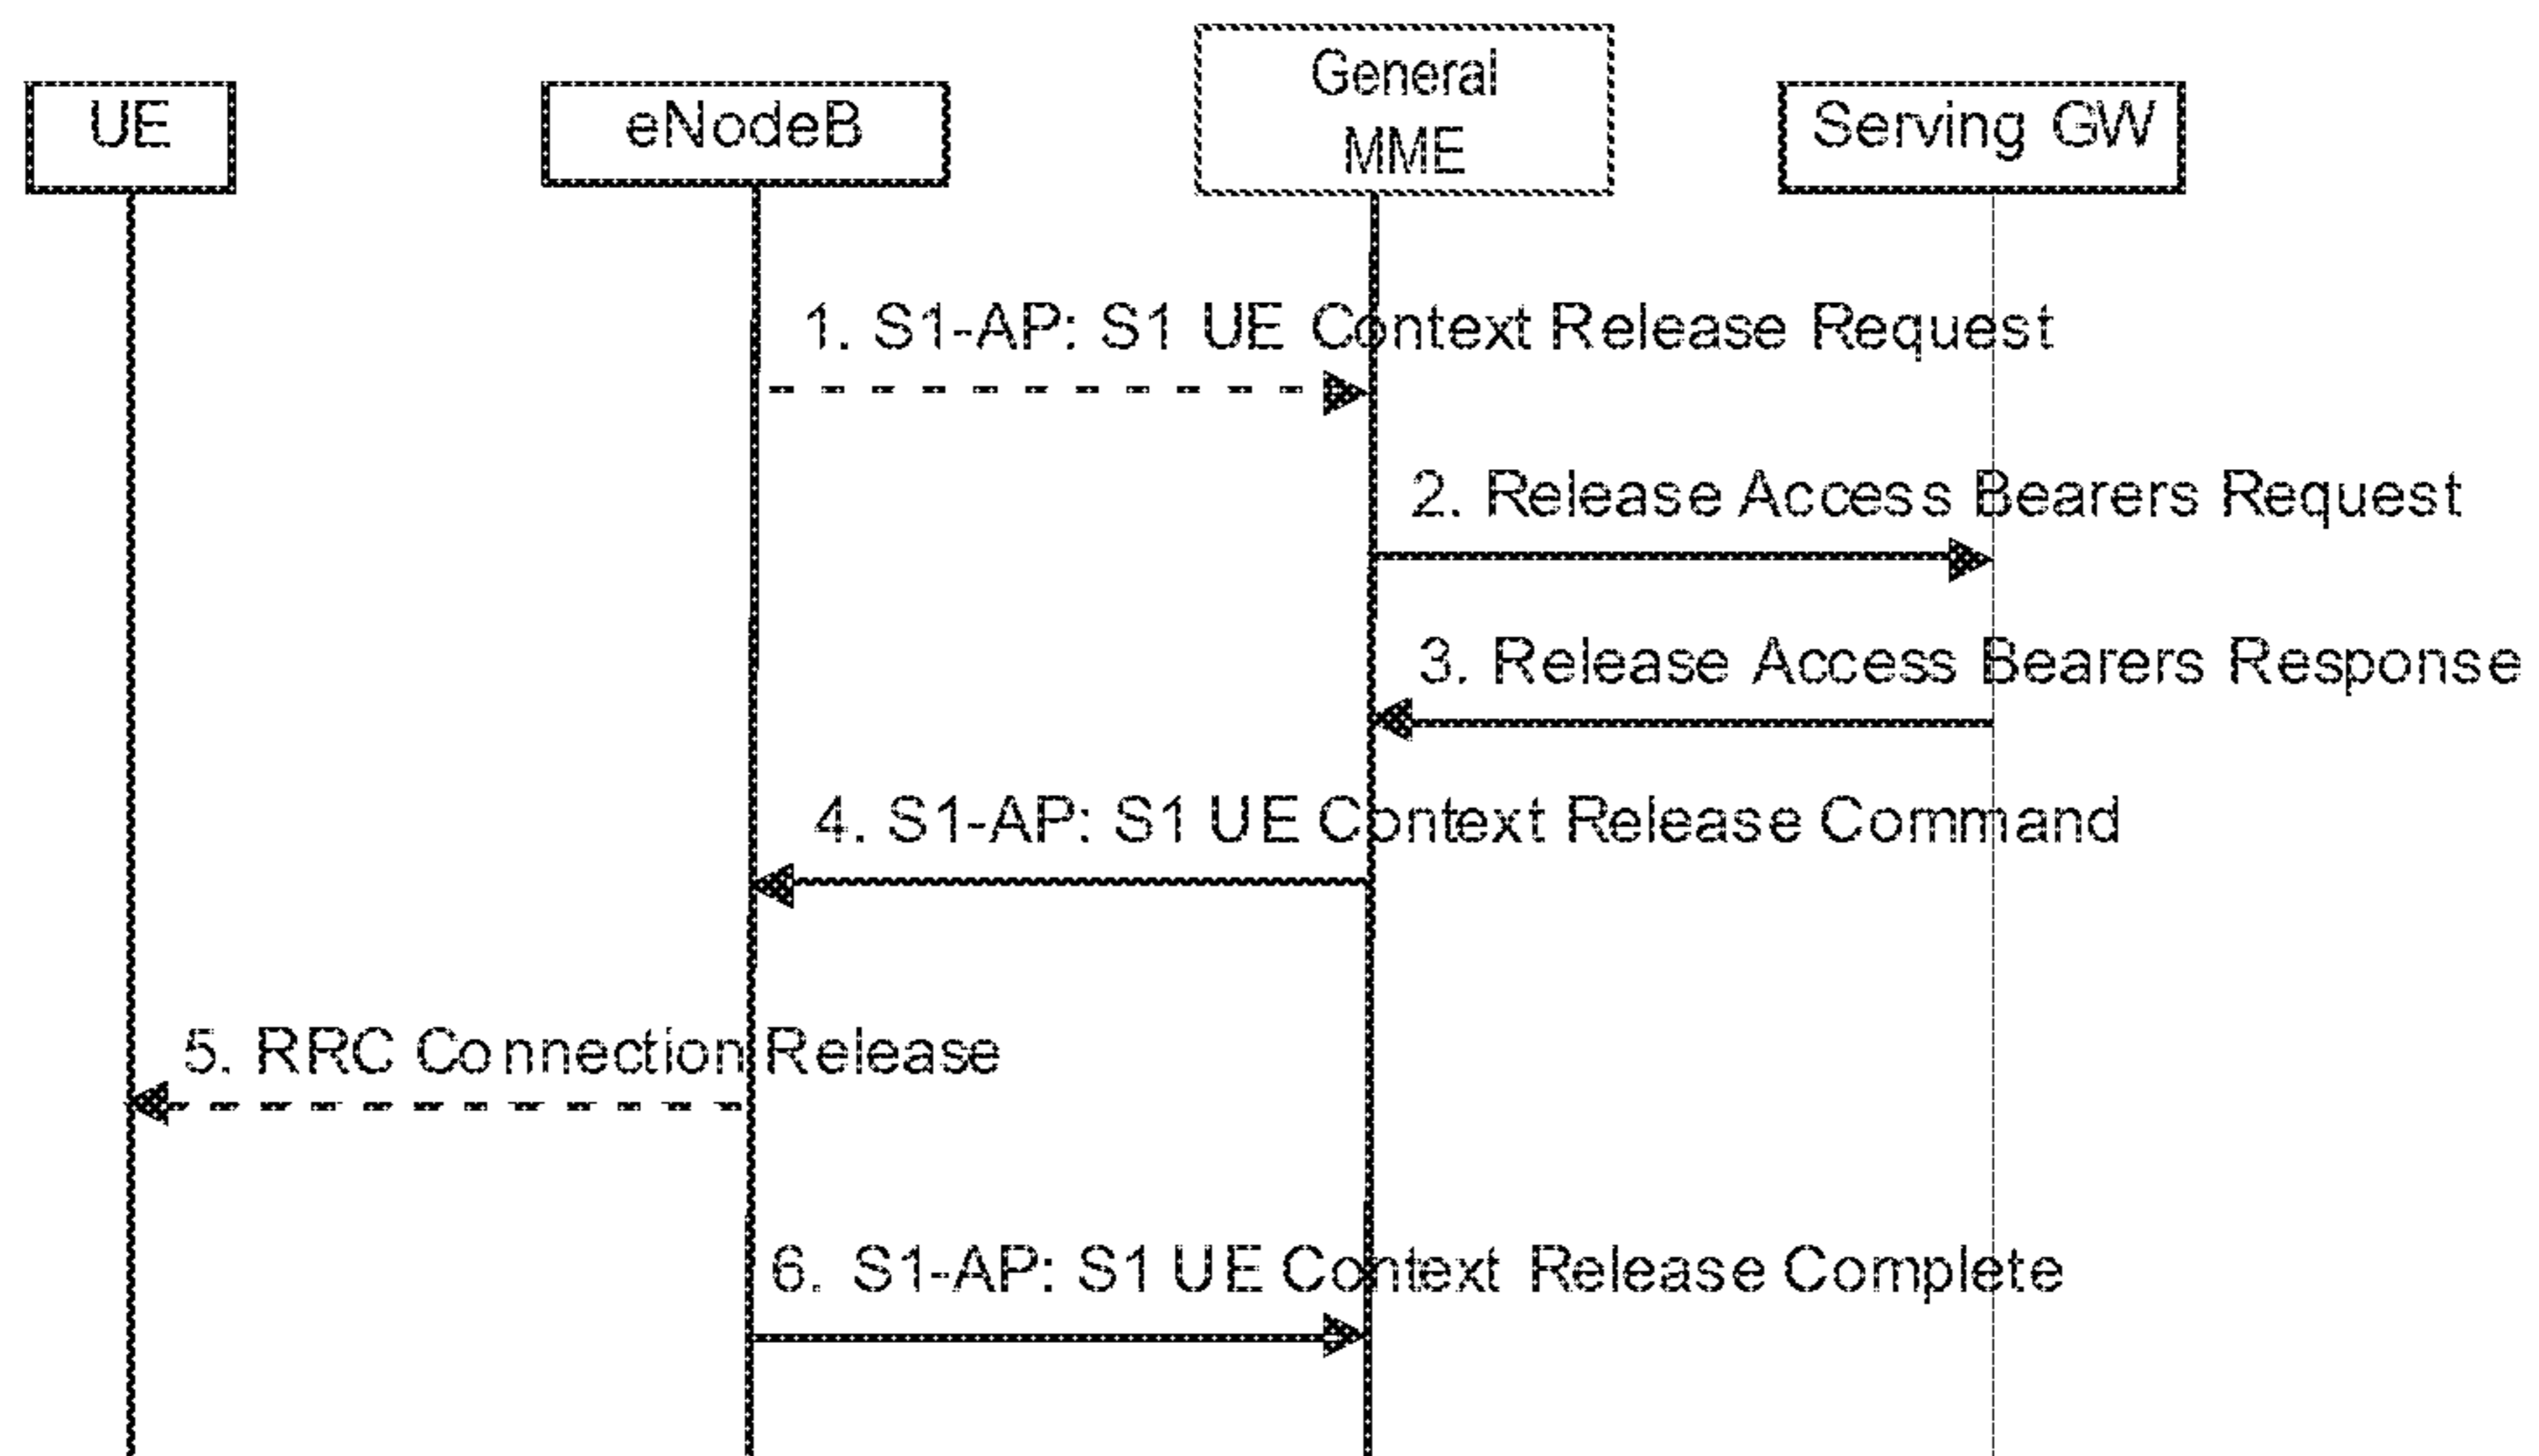 UE
eNodeB
General
MME
Serving GW
1. S1-AP: S1 UE Context Release Request
2. Release Access Bearers Request
3. Release Access Bearers Response
4. S1-AP: S1 UE Context Release Command
5. RRC Connection Release
6. S1-AP: S1 UE Context Release Complete